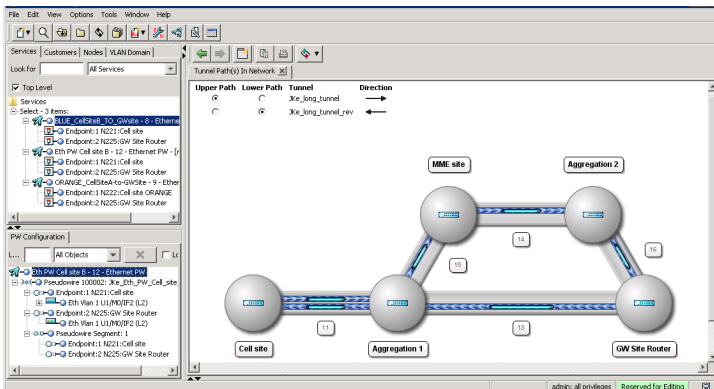 File Edit View Options Tools Window Help
Services Customers Nodes VLAN Domain
Look for All Services
Top Level
Services
Select - 3 items:
BLUE_CellSiteB_TO_GWsite - 8 - Etherne
Endpoint:1 N221:Cell site
Endpoint:2 N225:GW Site Router
Eth PW Cell site B - 12 - Ethernet PW - [r
Endpoint:1 N221:Cell site
Endpoint:2 N225:GW Site Router
ORANGE_CellSiteA-to-GWSite - 9 - Ether
Endpoint:1 N222:Cell site ORANGE
Endpoint:2 N225:GW Site Router
PW Configuration
L... All Objects Lo
Eth PW Cell site B - 12 - Ethernet PW
Pseudowire 100002: JKe_Eth_PW_Cell_site_
Endpoint:1 N221:Cell site
Eth Vlan 1 U1/M0/IF2 (L2)
Endpoint:2 N225:GW Site Router
Eth Vlan 1 U1/M0/IF2 (L2)
Pseudowire Segment: 1
Endpoint:1 N221:Cell site
Endpoint:2 N225:GW Site Router
Tunnel Path(s) In Network
Upper Path Lower Path Tunnel Direction
JKe_long_tunnel
JKe_long_tunnel_rev
MME site
Aggregation 2
14
15
16
11
13
Cell site
Aggregation 1
GW Site Router
admin: all privileges Reserved for Editing